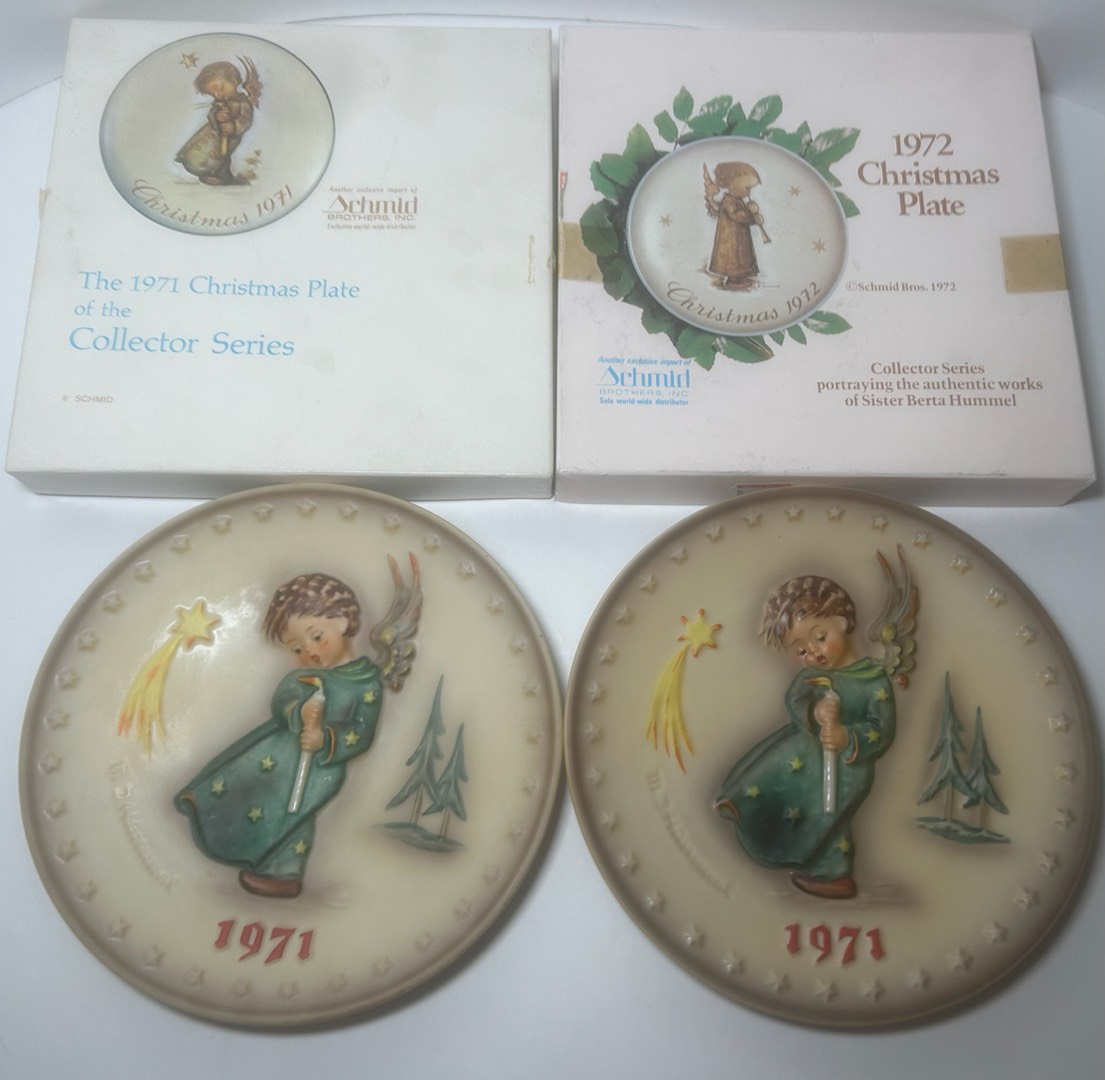 Christmas 1971
Another exclusive import of
Schmid
BROTHERS, INC.
Exclusive world-wide distributor
The 1971 Christmas Plate
of the
Collector Series
© SCHMID
1972
Christmas
Plate
Christmas 1972
©Schmid Bros. 1972
Another exclusive import of
Schmid
BROTHERS, INC.
Sole world-wide distributor
Collector Series
portraying the authentic works
of Sister Berta Hummel
M.J. Hummel
1971
M.J. Hummel
1971